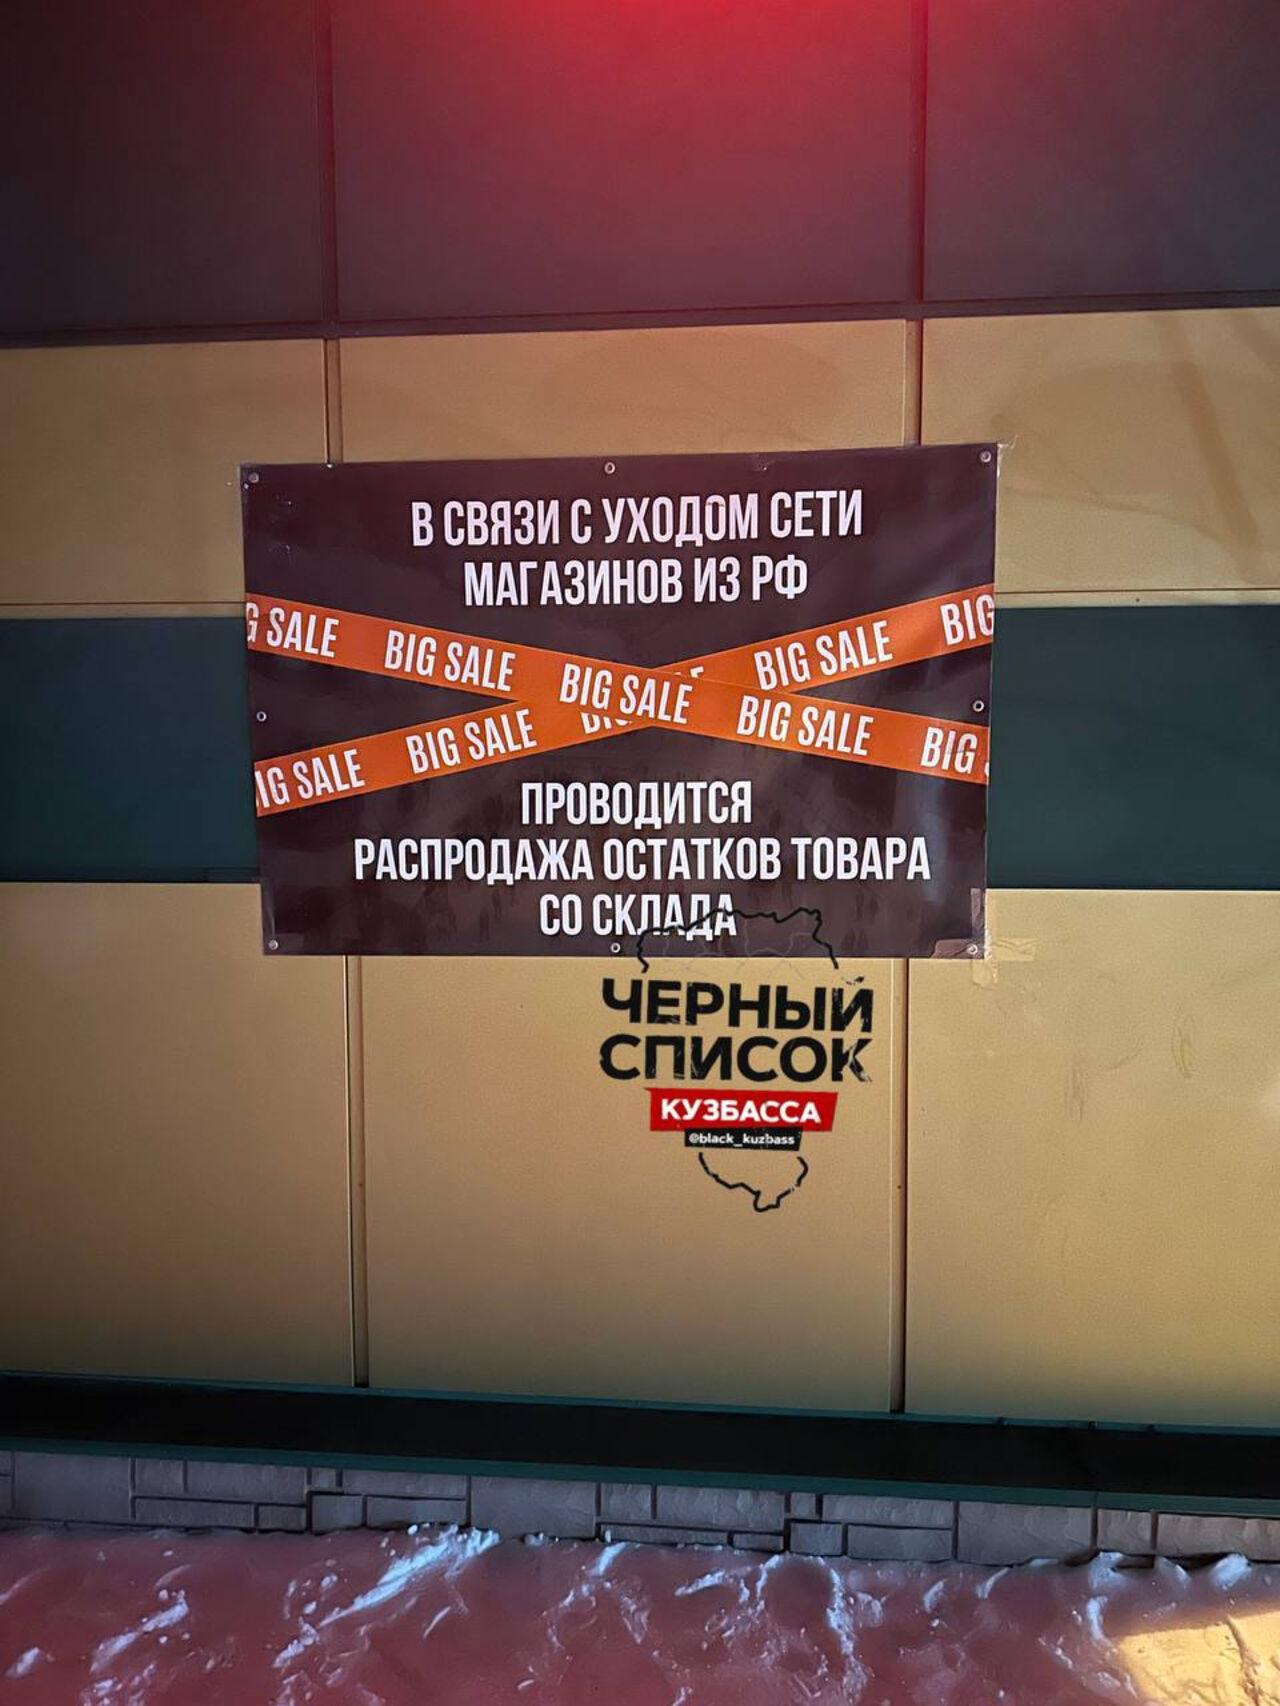 В СВЯЗИ С УХОДОМ СЕТИ
МАГАЗИНОВ ИЗ РФ
G SALE BIG SALE BIG SALE BIG SALE BIG
IG SALE BIG SALE BIG SALE BIG
ПРОВОДИТСЯ
РАСПРОДАЖА ОСТАТКОВ ТОВАРА
СО СКЛАДА
ЧЕРНЫЙ
СПИСОК
КУЗБАССА
@black_kuzbass